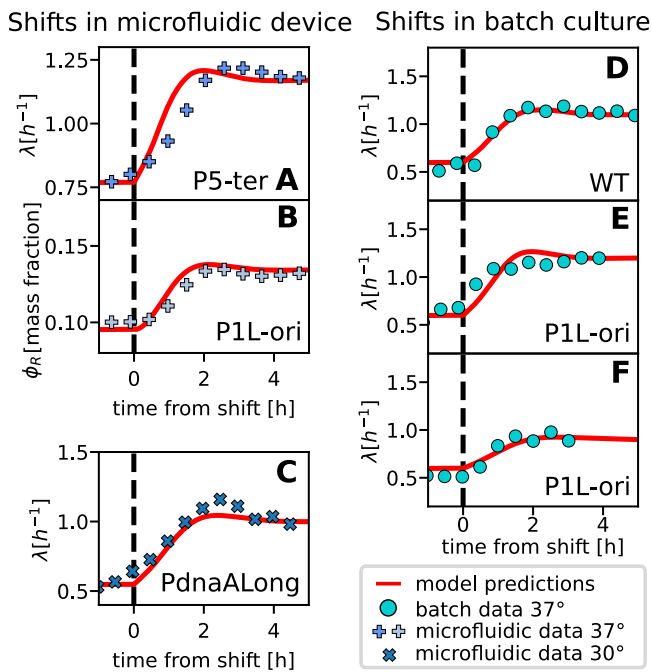 Shifts in microfluidic device
1.25
1.00
0.75
λ[h⁻¹]
P5-ter A
B
0.15
0.10
ϕR [mass fraction]
P1L-ori
0 2 4
time from shift [h]
C
1.5
1.0
0.5
λ[h⁻¹]
PdnaALong
0 2 4
time from shift [h]
Shifts in batch culture
D
1.5
1.0
0.5
λ[h⁻¹]
WT
E
1.5
1.0
0.5
λ[h⁻¹]
P1L-ori
F
1.5
1.0
0.5
λ[h⁻¹]
P1L-ori
0 2 4
time from shift [h]
model predictions
batch data 37°
microfluidic data 37°
microfluidic data 30°